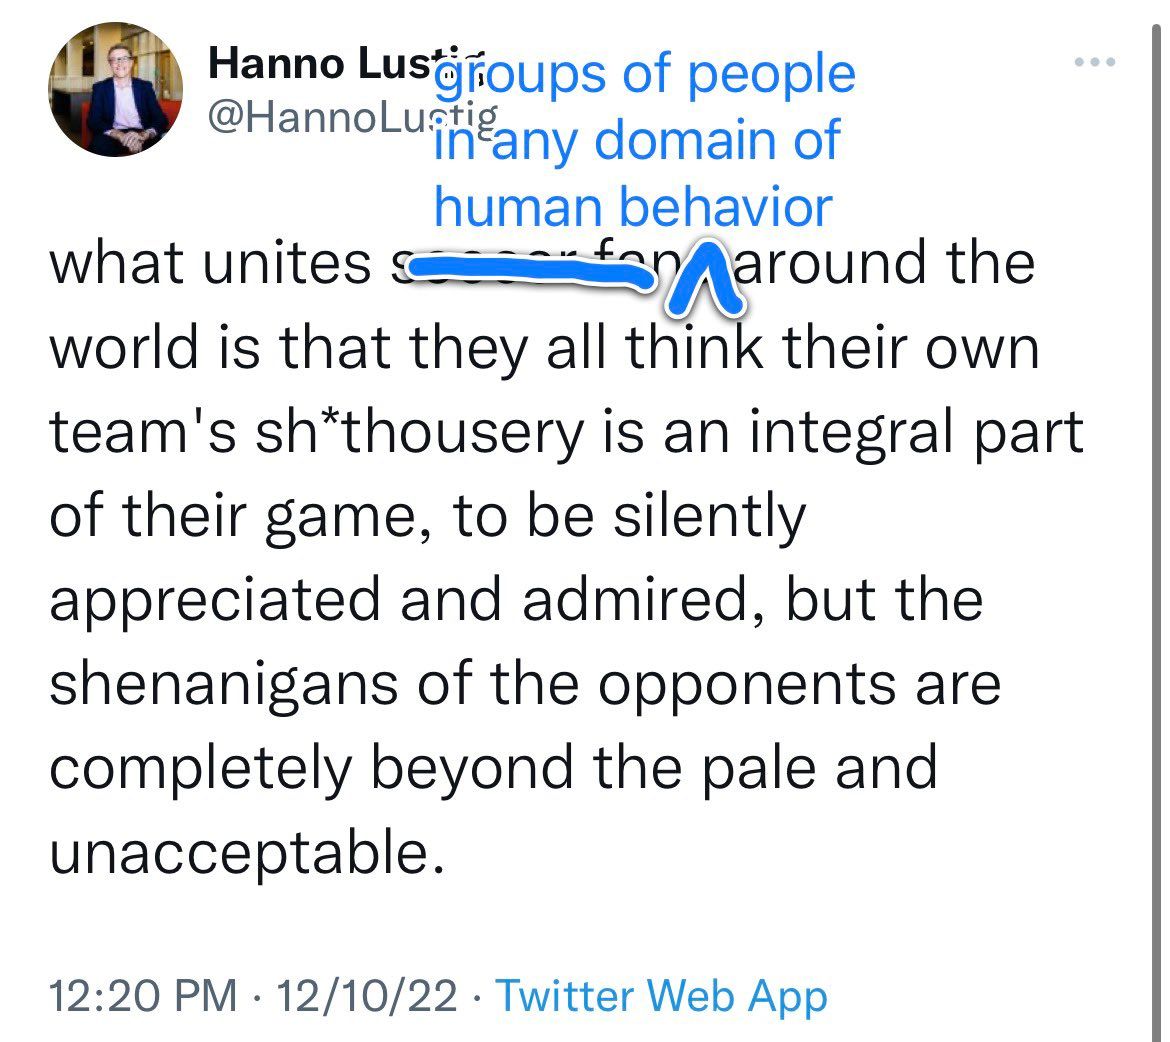 Hanno Lustig
@HannoLustig
groups of people
in any domain of
human behavior
what unites soccer fans around the
world is that they all think their own
team's sh*thousery is an integral part
of their game, to be silently
appreciated and admired, but the
shenanigans of the opponents are
completely beyond the pale and
unacceptable.
12:20 PM · 12/10/22 · Twitter Web App